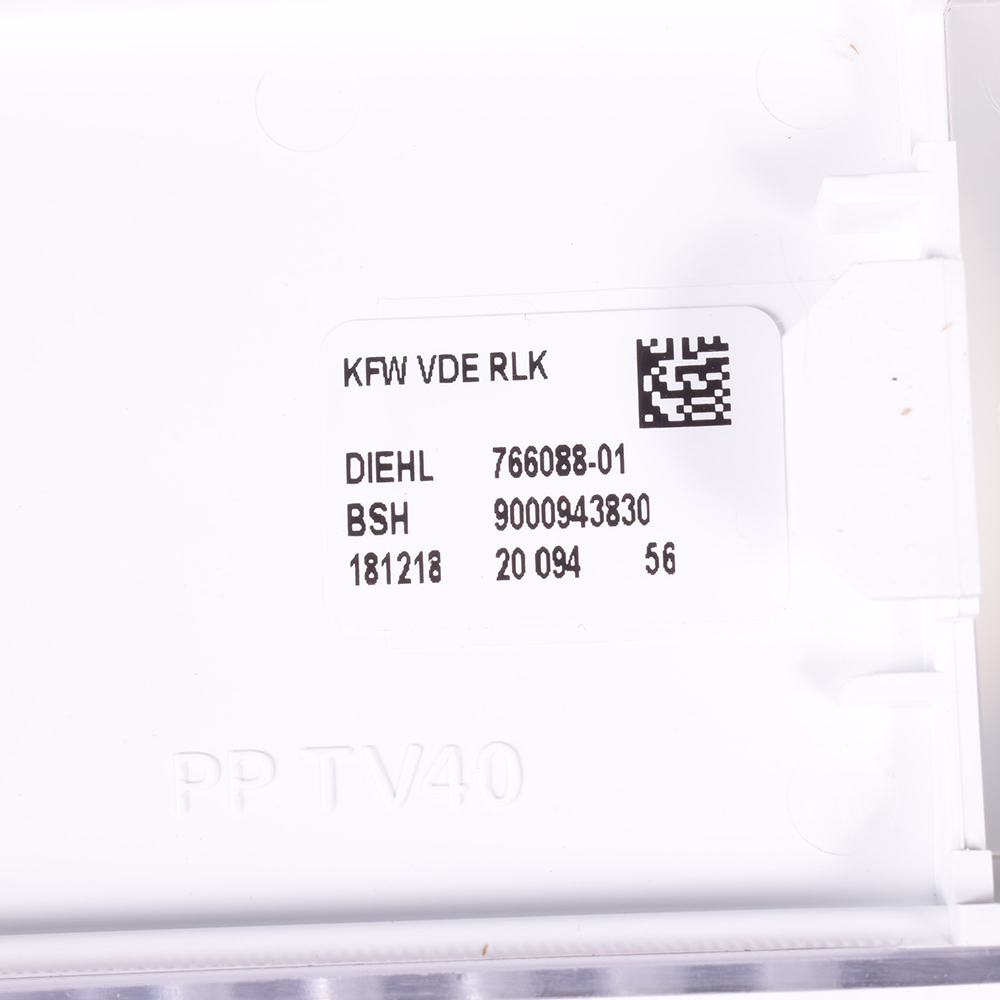 KFW VDE RLK
DIEHL 766088-01
BSH 9000943830
181218 20 094 56
PP TV40